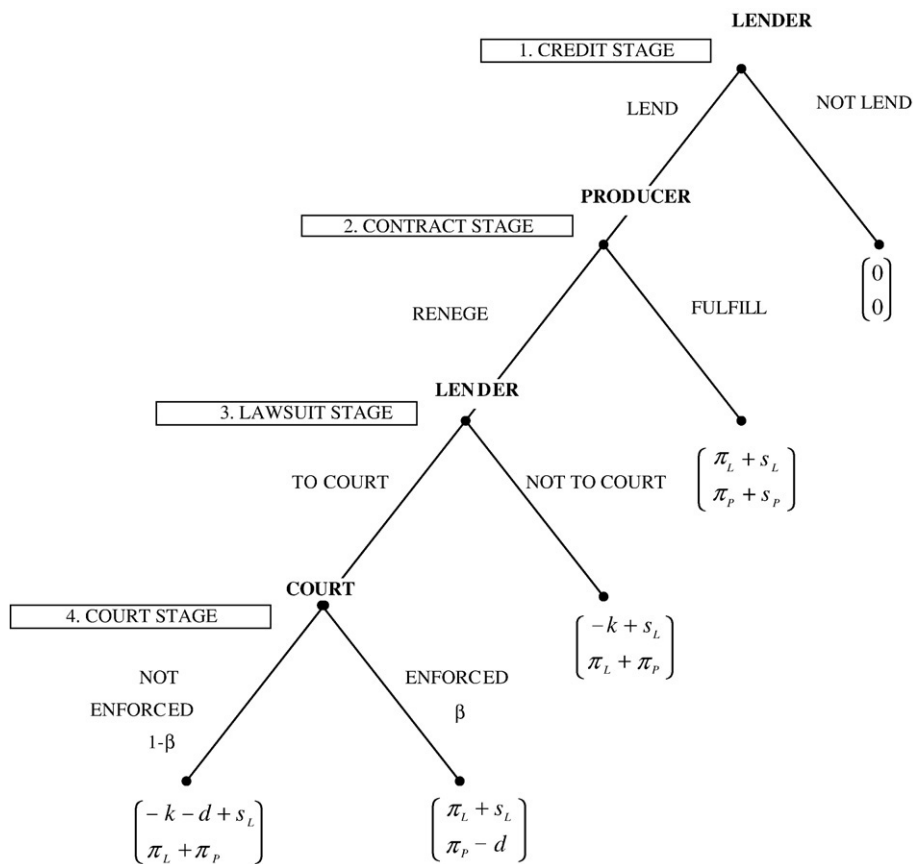 LENDER
1. CREDIT STAGE
LEND
NOT LEND
PRODUCER
2. CONTRACT STAGE
0
0
RENEGE
FULFILL
LENDER
3. LAWSUIT STAGE
π_L + s_L
π_P + s_P
TO COURT
NOT TO COURT
COURT
4. COURT STAGE
-k + s_L
π_L + π_P
NOT
ENFORCED
1-β
ENFORCED
β
-k - d + s_L
π_L + π_P
π_L + s_L
π_P - d